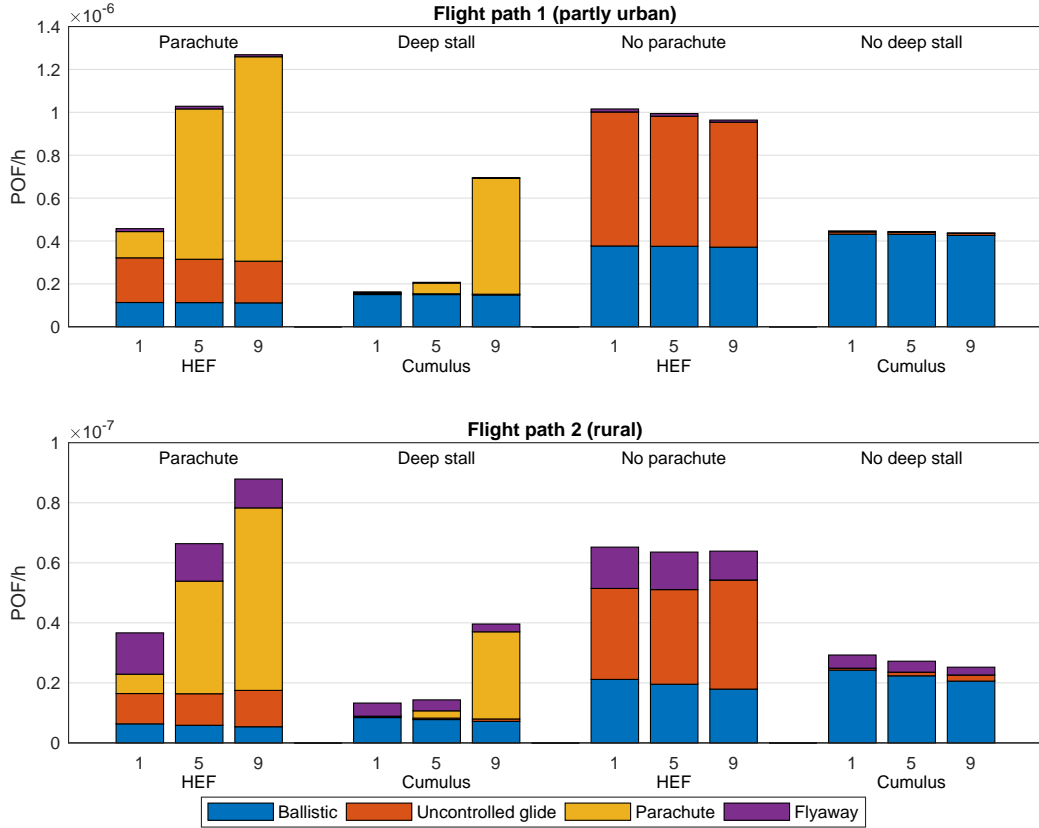 Flight path 1 (partly urban)
×10^-6
Parachute Deep stall No parachute No deep stall
1.4
1.2
1
0.8
0.6
0.4
0.2
0
POF/h
1 5 9 1 5 9 1 5 9 1 5 9
HEF Cumulus HEF Cumulus
Flight path 2 (rural)
×10^-7
Parachute Deep stall No parachute No deep stall
1
0.8
0.6
0.4
0.2
0
POF/h
1 5 9 1 5 9 1 5 9 1 5 9
HEF Cumulus HEF Cumulus
Ballistic Uncontrolled glide Parachute Flyaway